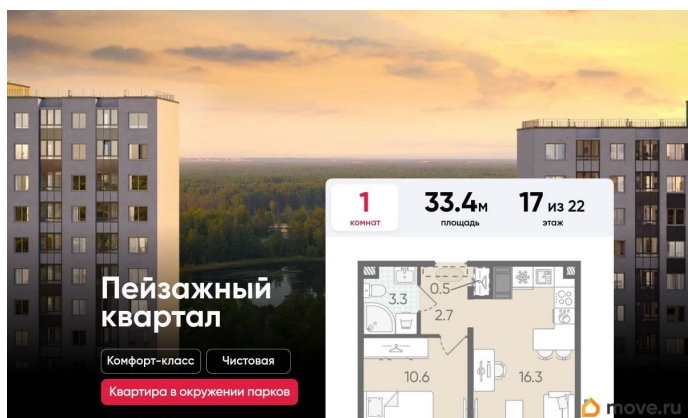 1
комнат
33.4м
площадь
17 из 22
этаж
Пейзажный
квартал
Комфорт-класс
Чистовая
Квартира в окружении парков
3.3
0.5
2.7
10.6
16.3
move.ru